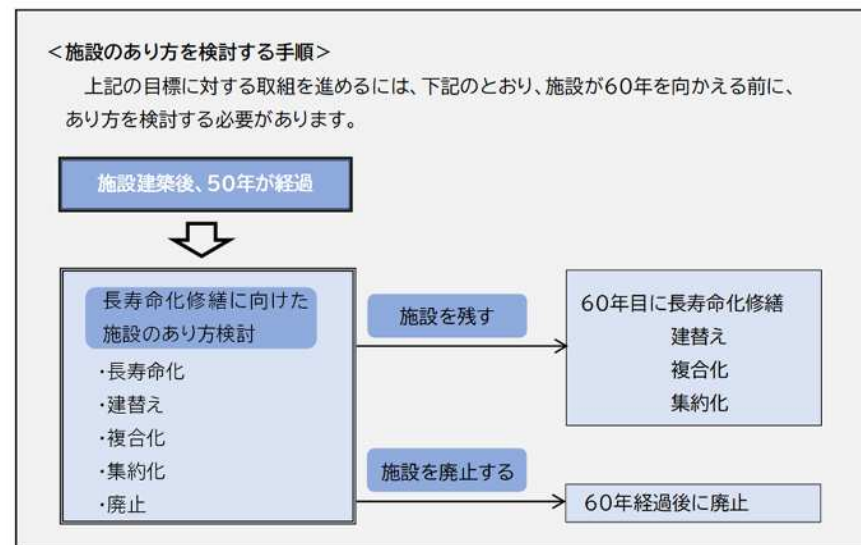 <施設のあり方を検討する手順>
上記の目標に対する取組を進めるには、下記のとおり、施設が60年を向かえる前に、
あり方を検討する必要があります。
施設建築後、50年が経過
長寿命化修繕に向けた
施設のあり方検討
・長寿命化
・建替え
・複合化
・集約化
・廃止
施設を残す
60年目に長寿命化修繕
建替え
複合化
集約化
施設を廃止する
60年経過後に廃止